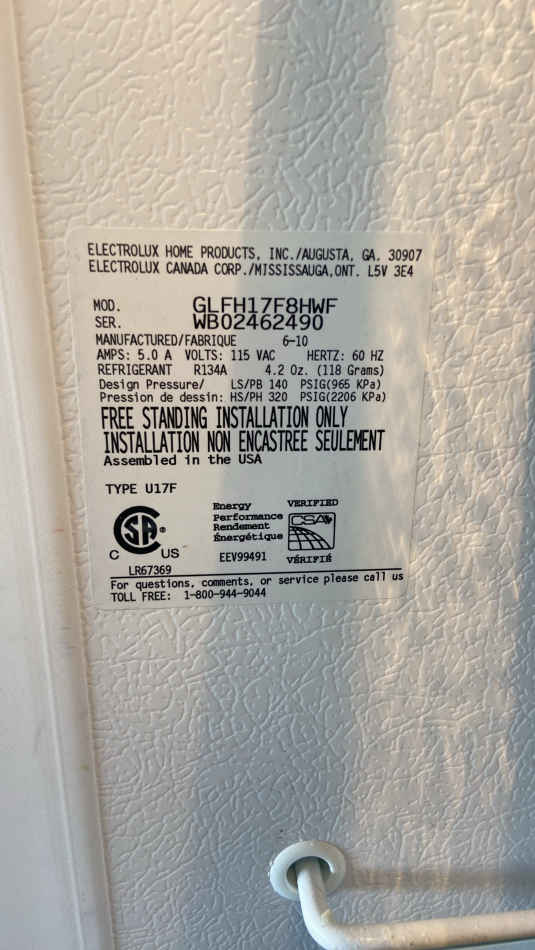 ELECTROLUX HOME PRODUCTS, INC./AUGUSTA, GA. 30907
ELECTROLUX CANADA CORP./MISSISSAUGA,ONT. L5V 3E4
MOD. GLFH17F8HWF
SER. WB02462490
MANUFACTURED/FABRIQUE 6-10
AMPS: 5.0 A VOLTS: 115 VAC HERTZ: 60 HZ
REFRIGERANT R134A 4.2 Oz. (118 Grams)
Design Pressure/ LS/PB 140 PSIG(965 KPa)
Pression de dessin: HS/PH 320 PSIG(2206 KPa)
FREE STANDING INSTALLATION ONLY
INSTALLATION NON ENCASTREE SEULEMENT
Assembled in the USA
TYPE U17F
Energy
Performance
Rendement
Énergétique
EEV99491
VERIFIED
CSA
VÉRIFIÉ
SA ®
C US
LR67369
For questions, comments, or service please call us
TOLL FREE: 1-800-944-9044